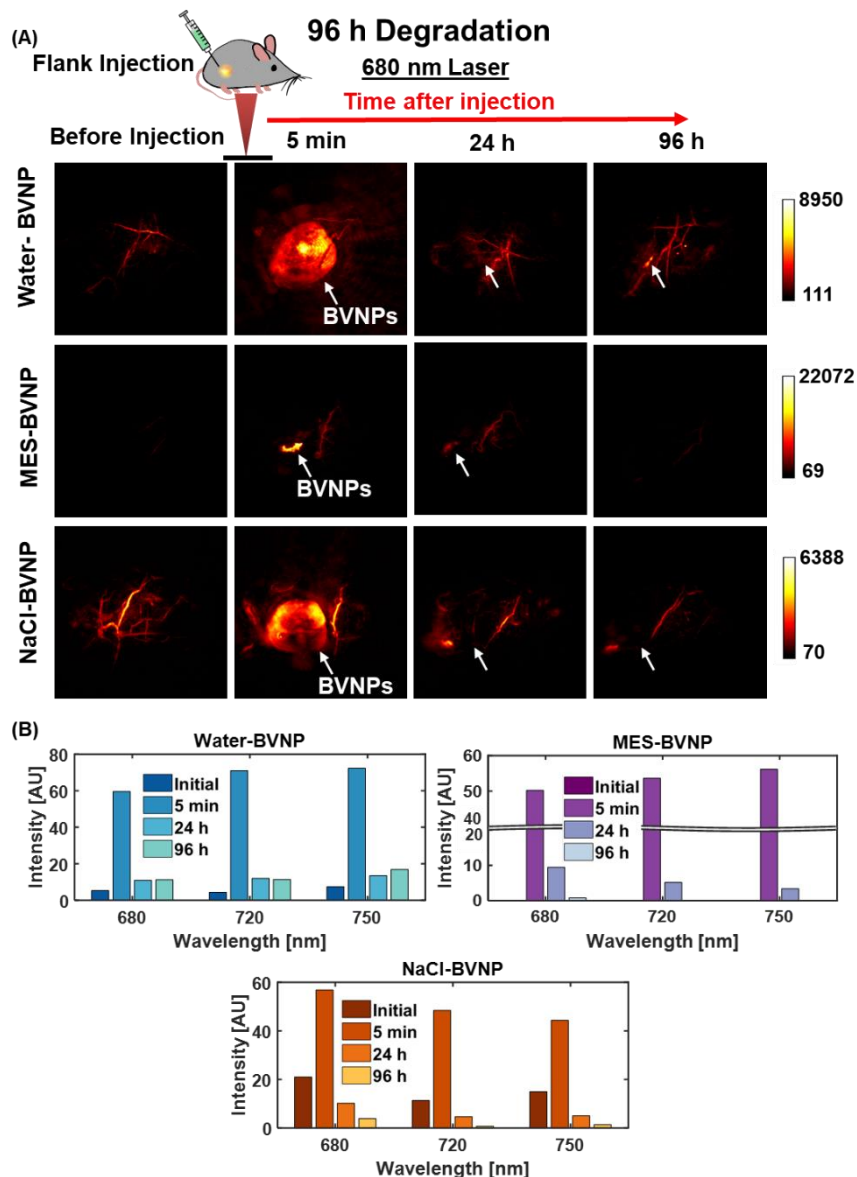 (A)
96 h Degradation
Flank Injection
680 nm Laser
Time after injection
Before Injection
5 min
24 h
96 h
Water- BVNP
BVNPs
8950
111
MES-BVNP
BVNPs
22072
69
NaCl-BVNP
BVNPs
6388
70
(B)
Water-BVNP
Intensity [AU]
80
60
40
20
0
Initial
5 min
24 h
96 h
680
720
750
Wavelength [nm]
MES-BVNP
Intensity [AU]
60
50
40
20
10
0
Initial
5 min
24 h
96 h
680
720
750
Wavelength [nm]
NaCl-BVNP
Intensity [AU]
60
40
20
0
Initial
5 min
24 h
96 h
680
720
750
Wavelength [nm]